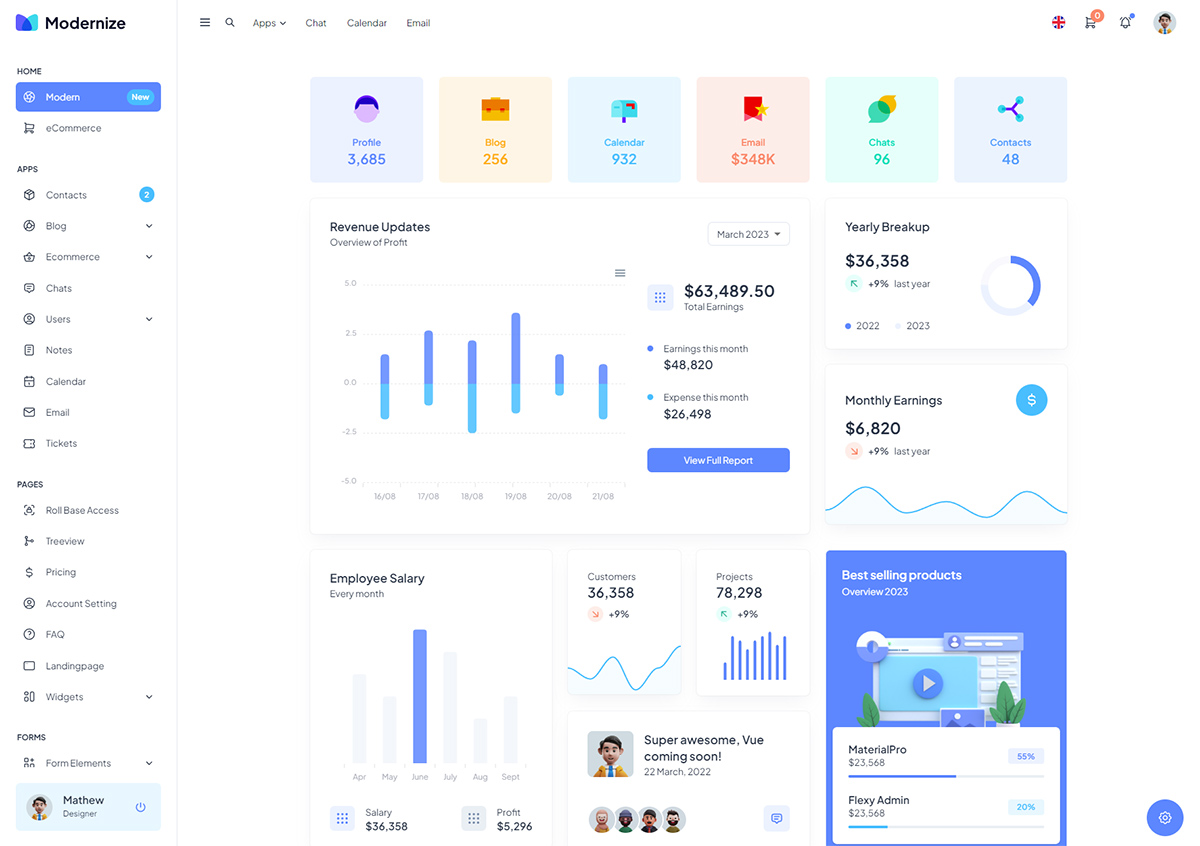 Modernize
Apps
Chat
Calendar
Email
0
HOME
Modern
New
eCommerce
APPS
Contacts
2
Blog
Ecommerce
Chats
Users
Notes
Calendar
Email
Tickets
PAGES
Roll Base Access
Treeview
Pricing
Account Setting
FAQ
Landingpage
Widgets
FORMS
Form Elements
Mathew
Designer
Profile
3,685
Blog
256
Calendar
932
Email
$348K
Chats
96
Contacts
48
Revenue Updates
Overview of Profit
March 2023
5.0
2.5
0.0
-2.5
-5.0
16/08
17/08
18/08
19/08
20/08
21/08
$63,489.50
Total Earnings
Earnings this month
$48,820
Expense this month
$26,498
View Full Report
Yearly Breakup
$36,358
+9% last year
2022
2023
Monthly Earnings
$
$6,820
+9% last year
Employee Salary
Every month
Apr
May
June
July
Aug
Sept
Salary
$36,358
Profit
$5,296
Customers
36,358
+9%
Projects
78,298
+9%
Super awesome, Vue
coming soon!
22 March, 2022
Best selling products
Overview 2023
MaterialPro
$23,568
55%
Flexy Admin
$23,568
20%